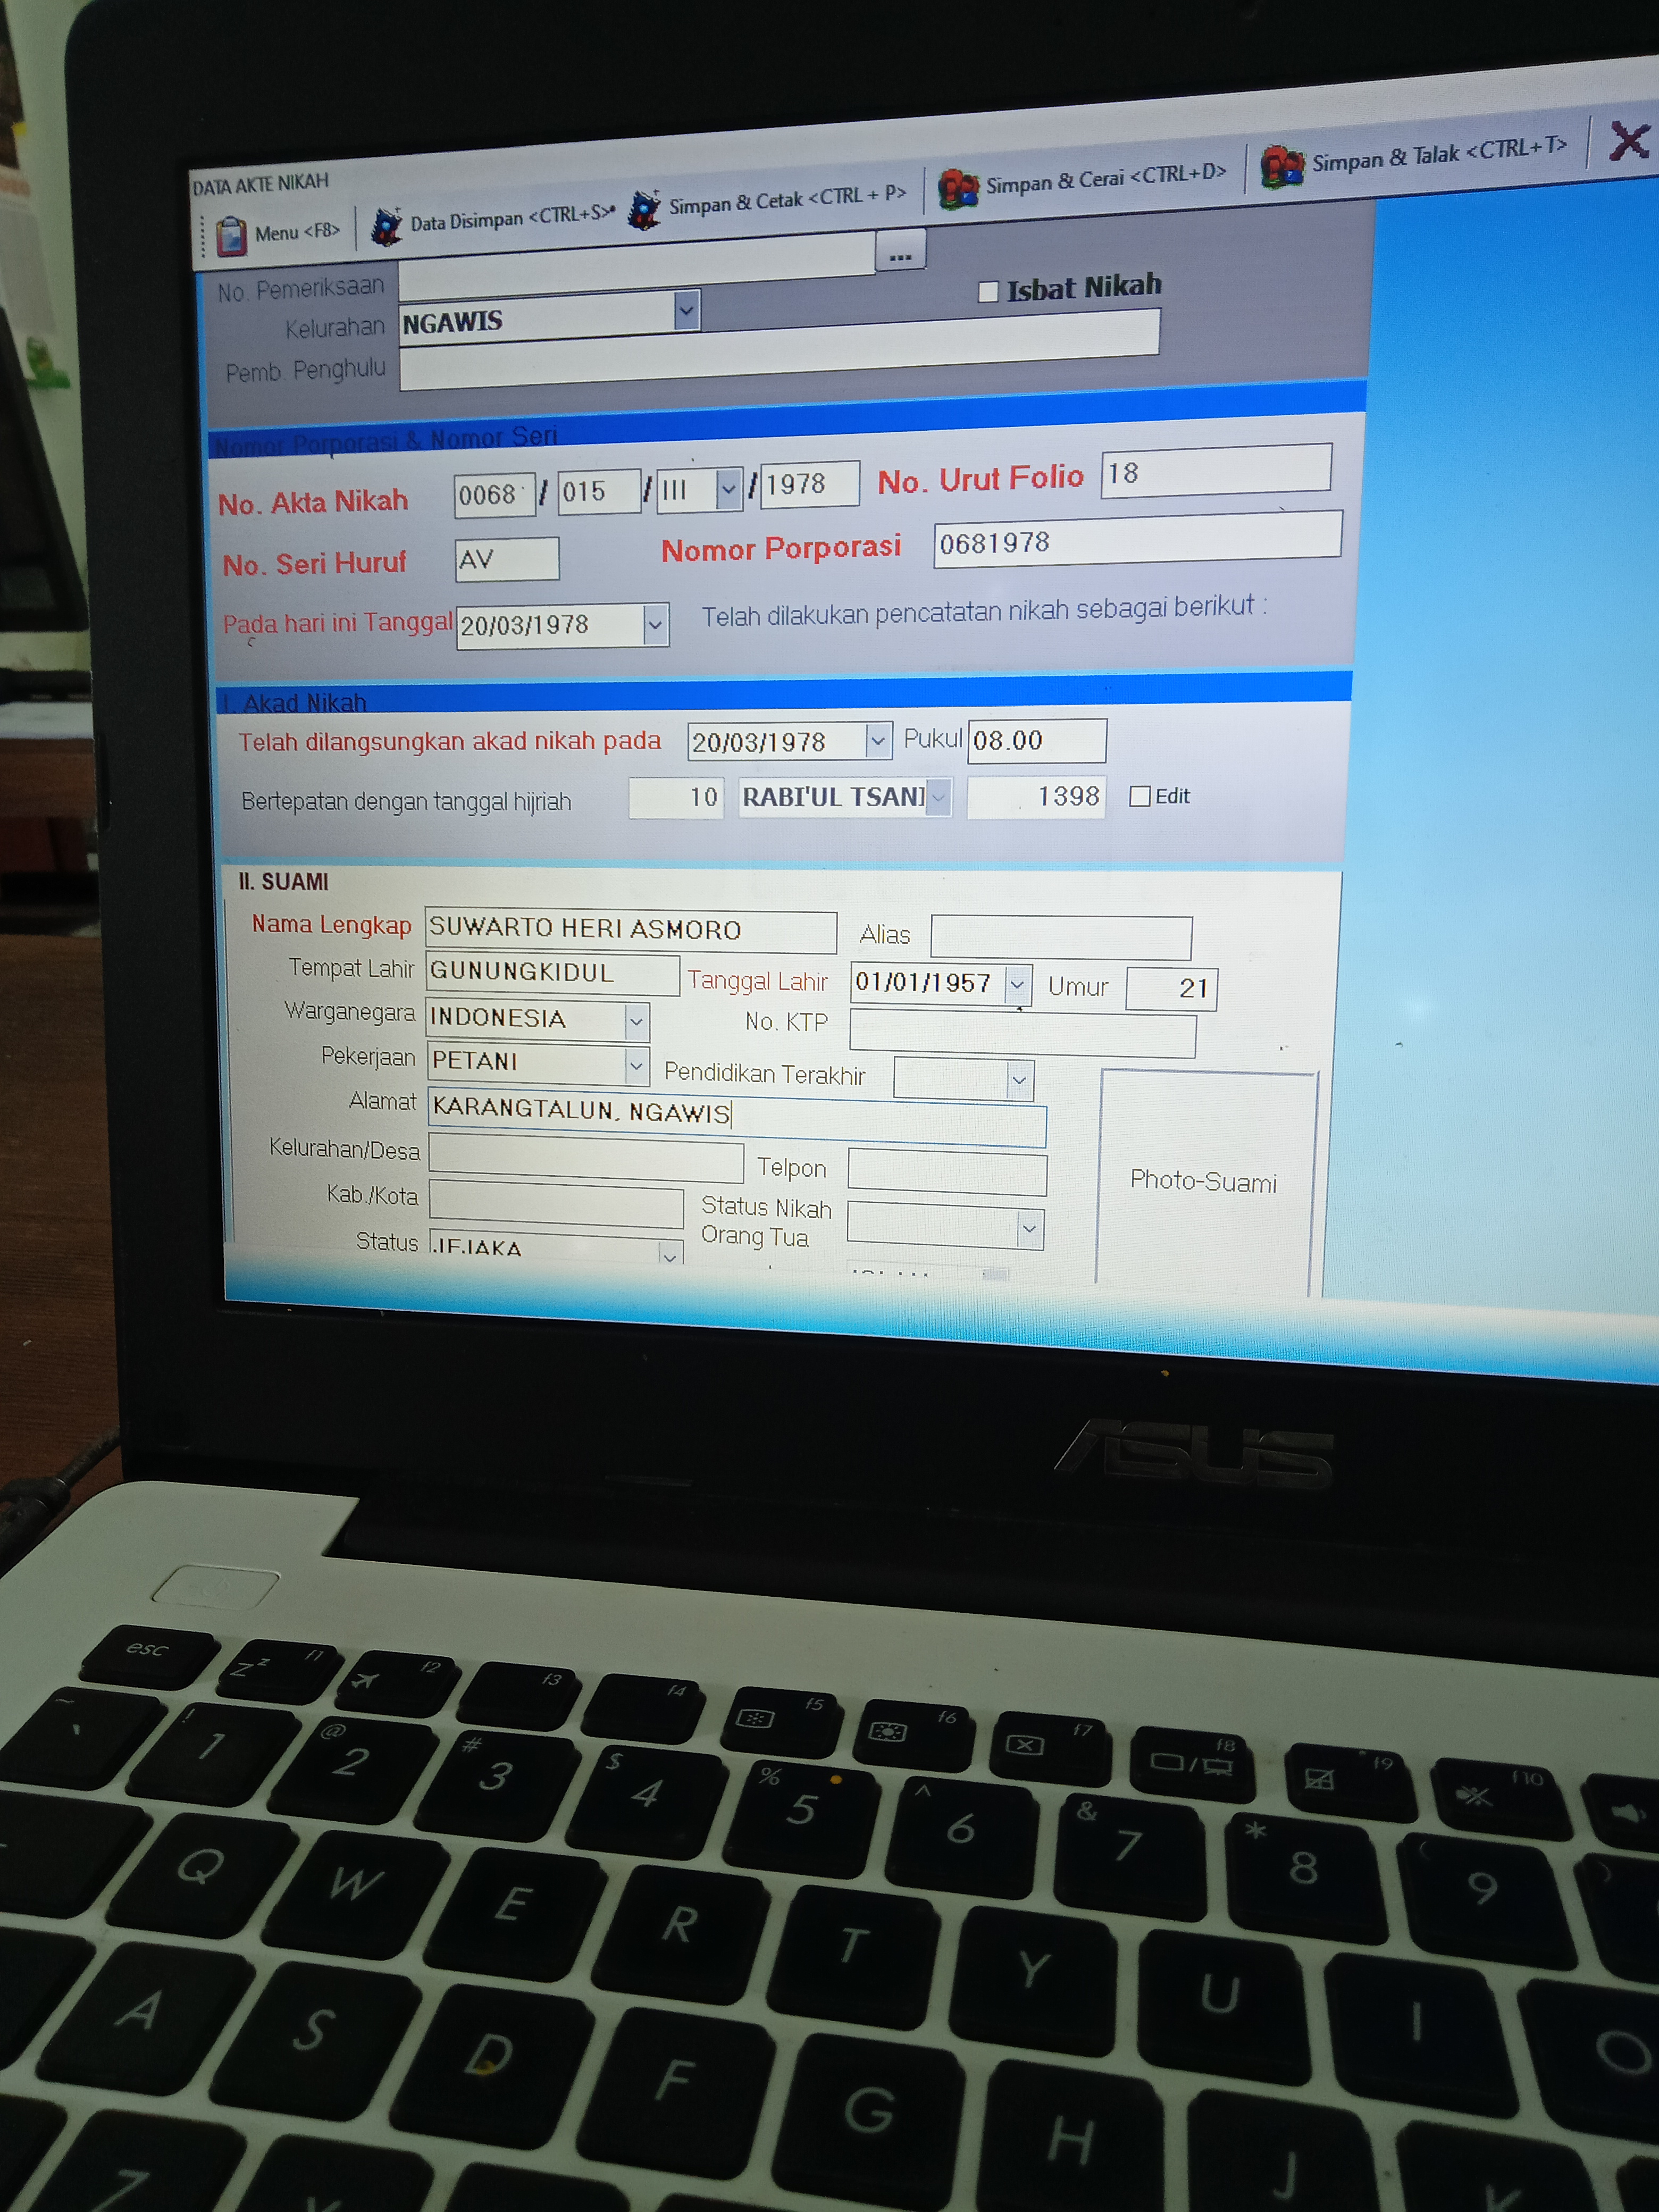 DATA AKTE NIKAH
Menu <F8> Data Disimpan <CTRL+S> Simpan & Cetak <CTRL + P> Simpan & Cerai <CTRL+D> Simpan & Talak <CTRL+T>
No. Pemeriksaan ...
Isbat Nikah
Kelurahan NGAWIS
Pemb. Penghulu
Nomor Porporasi & Nomor Seri
No. Akta Nikah 0068 / 015 / III / 1978 No. Urut Folio 18
No. Seri Huruf AV Nomor Porporasi 0681978
Pada hari ini Tanggal 20/03/1978 Telah dilakukan pencatatan nikah sebagai berikut :
I. Akad Nikah
Telah dilangsungkan akad nikah pada 20/03/1978 Pukul 08.00
Bertepatan dengan tanggal hijriah 10 RABI'UL TSANI 1398 Edit
II. SUAMI
Nama Lengkap SUWARTO HERI ASMORO Alias
Tempat Lahir GUNUNGKIDUL Tanggal Lahir 01/01/1957 Umur 21
Warganegara INDONESIA No. KTP
Pekerjaan PETANI Pendidikan Terakhir
Alamat KARANGTALUN, NGAWIS
Kelurahan/Desa Telpon
Photo-Suami
Kab./Kota Status Nikah Orang Tua
Status JEJAKA
ASUS
esc f1 f2 f3 f4 f5 f6 f7 f8 f9 f10
~ ` ! 1 @ 2 # 3 $ 4 % 5 ^ 6 & 7 * 8 ( 9 )
Q W E R T Y U I O
A S D F G H J K
Z X